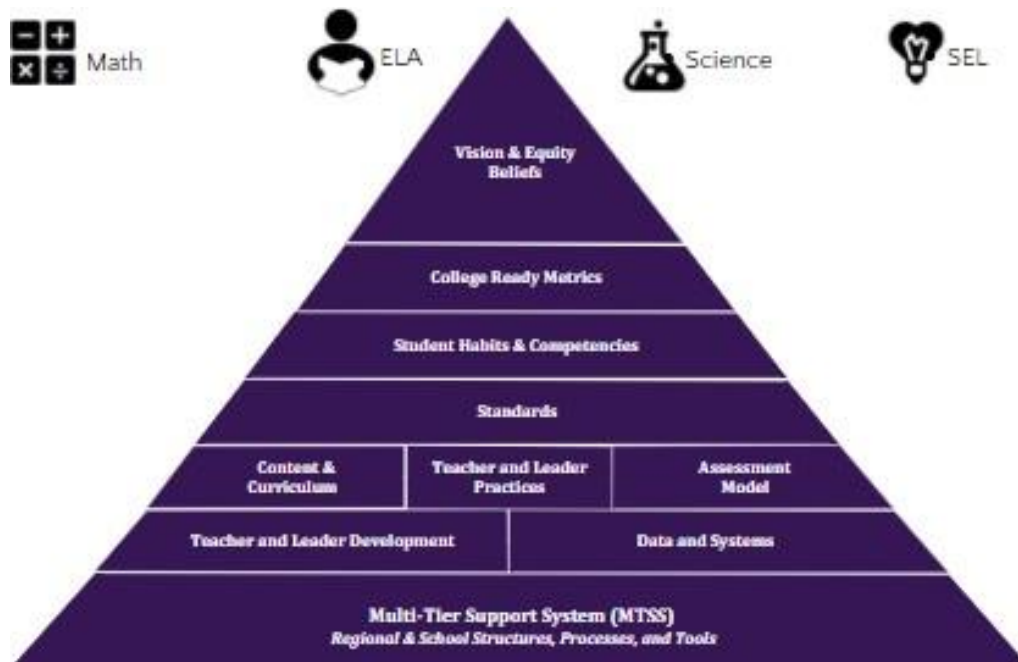 Math
ELA
Science
SEL
Vision & Equity
Beliefs
College Ready Metrics
Student Habits & Competencies
Standards
Content &
Curriculum
Teacher and Leader
Practices
Assessment
Model
Teacher and Leader Development
Data and Systems
Multi-Tier Support System (MTSS)
Regional & School Structures, Processes, and Tools